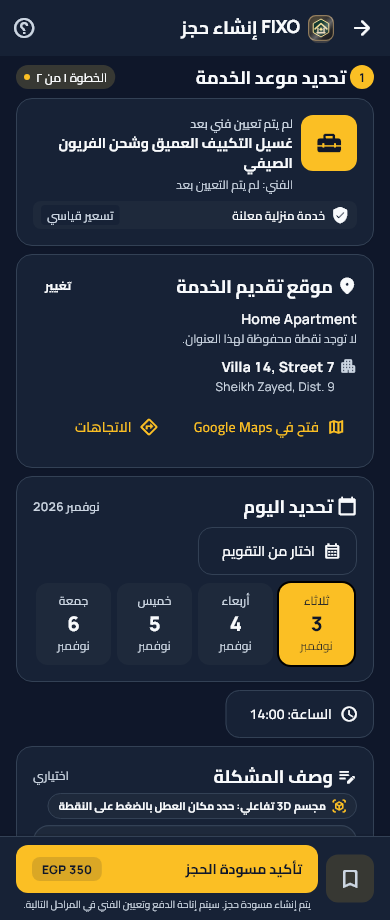 FIXO إنشاء حجز
1 تحديد موعد الخدمة
الخطوة ١ من ٢
لم يتم تعيين فني بعد
غسيل التكييف العميق وشحن الفريون
الصيفي
الفني: لم يتم التعيين بعد
خدمة منزلية معلنة
تسعير قياسي
موقع تقديم الخدمة
تغيير
Home Apartment
لا توجد نقطة محفوظة لهذا العنوان.
Villa 14, Street 7
Sheikh Zayed, Dist. 9
فتح في Google Maps
الاتجاهات
تحديد اليوم
نوفمبر 2026
اختار من التقويم
ثلاثاء
3
نوفمبر
أربعاء
4
نوفمبر
خميس
5
نوفمبر
جمعة
6
نوفمبر
الساعة: 14:00
وصف المشكلة
اختياري
مجسم 3D تفاعلي: حدد مكان العطل بالضغط على النقطة
تأكيد مسودة الحجز
EGP 350
يتم إنشاء مسودة حجز. سيتم إتاحة الدفع وتعيين الفني في المراحل التالية.